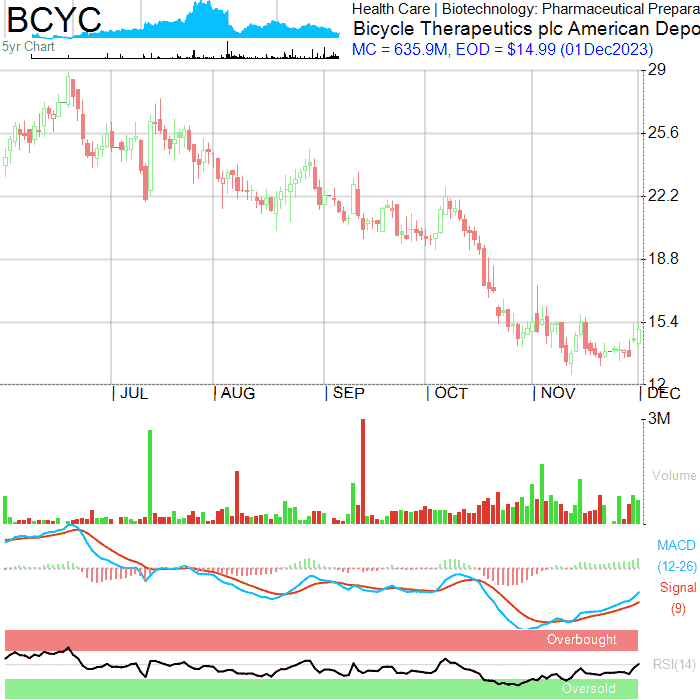 BCYC
5yr Chart
Health Care | Biotechnology: Pharmaceutical Prepara
Bicycle Therapeutics plc American Depo
MC = 635.9M, EOD = $14.99 (01Dec2023)
29
25.6
22.2
18.8
15.4
12
JUL
AUG
SEP
OCT
NOV
DEC
3M
Volume
MACD
(12-26)
Signal
(9)
Overbought
RSI(14)
Oversold